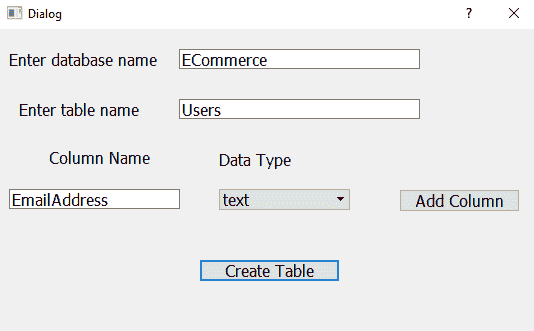 Dialog
?
Enter database name ECommerce
Enter table name Users
Column Name Data Type
EmailAddress text Add Column
Create Table